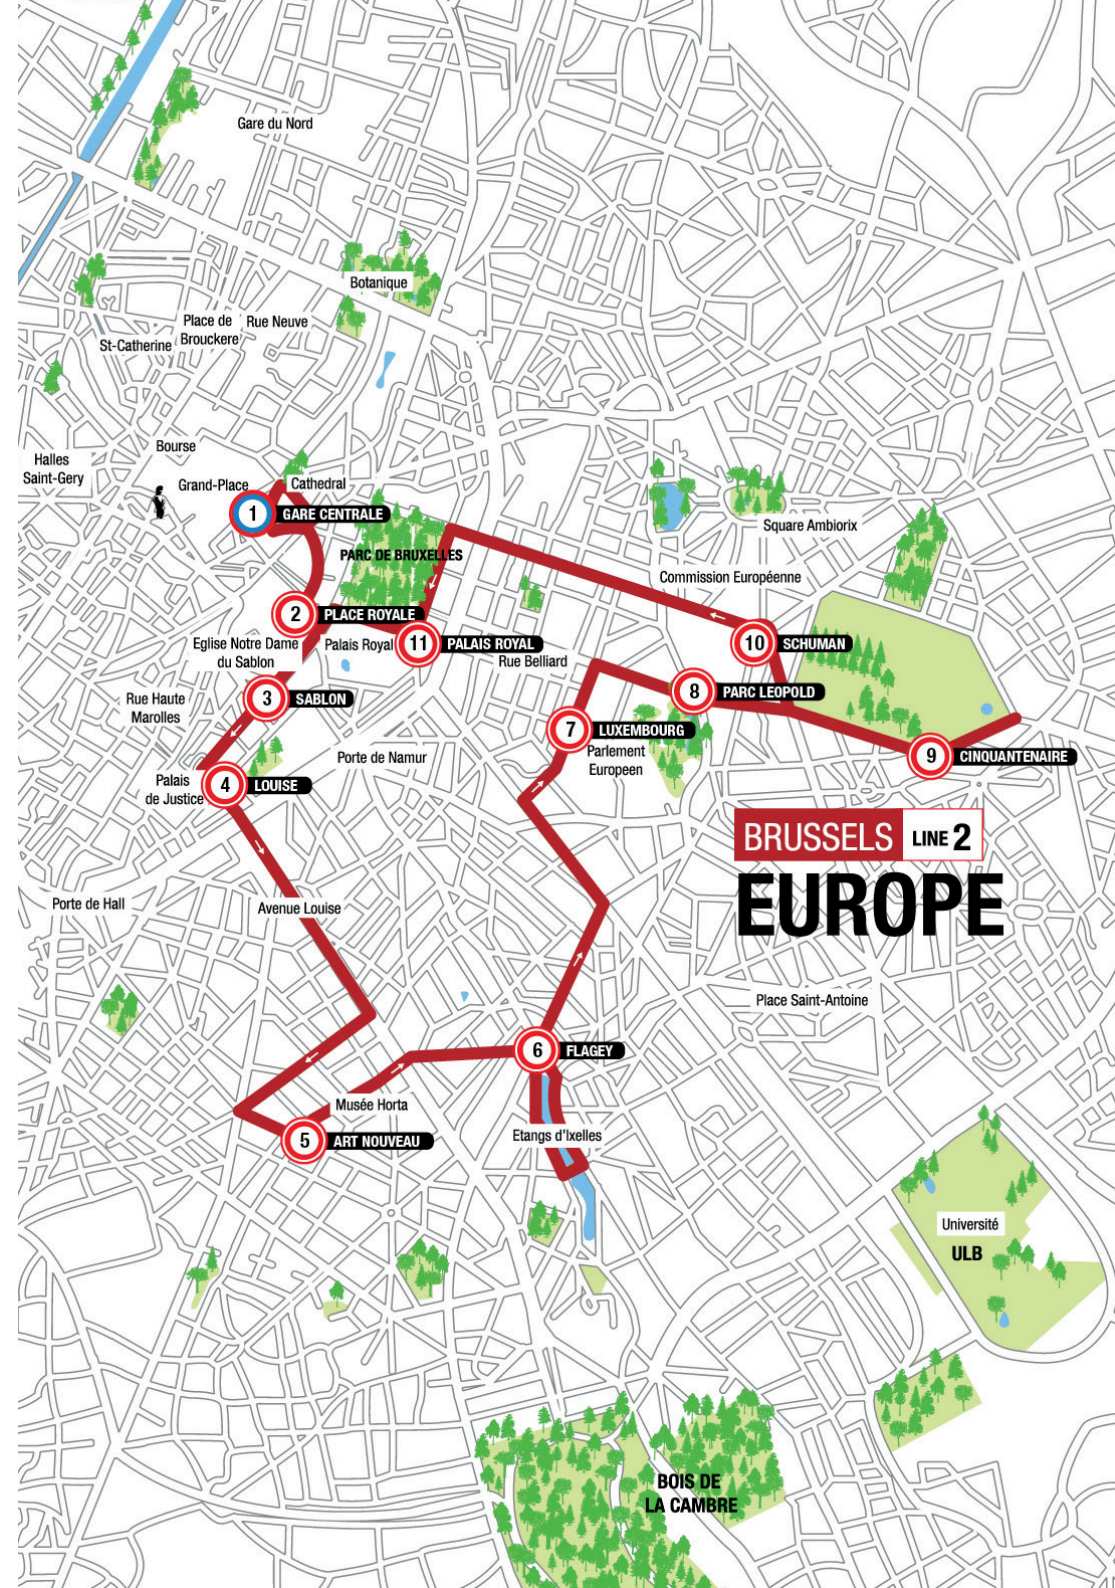 Gare du Nord
Botanique
Place de
Brouckere
Rue Neuve
St-Catherine
Bourse
Halles
Saint-Gery
Grand-Place
Cathedral
1
GARE CENTRALE
Square Ambiorix
PARC DE BRUXELLES
Commission Européenne
2
PLACE ROYALE
Eglise Notre Dame
du Sablon
Palais Royal
11
PALAIS ROYAL
10
SCHUMAN
Rue Belliard
3
SABLON
8
PARC LEOPOLD
Rue Haute
Marolles
7
LUXEMBOURG
Parlement
Europeen
Porte de Namur
9
CINQUANTENAIRE
Palais
de Justice
4
LOUISE
BRUSSELS
LINE 2
EUROPE
Porte de Hall
Avenue Louise
Place Saint-Antoine
6
FLAGEY
Musée Horta
5
ART NOUVEAU
Etangs d'Ixelles
Université
ULB
BOIS DE
LA CAMBRE